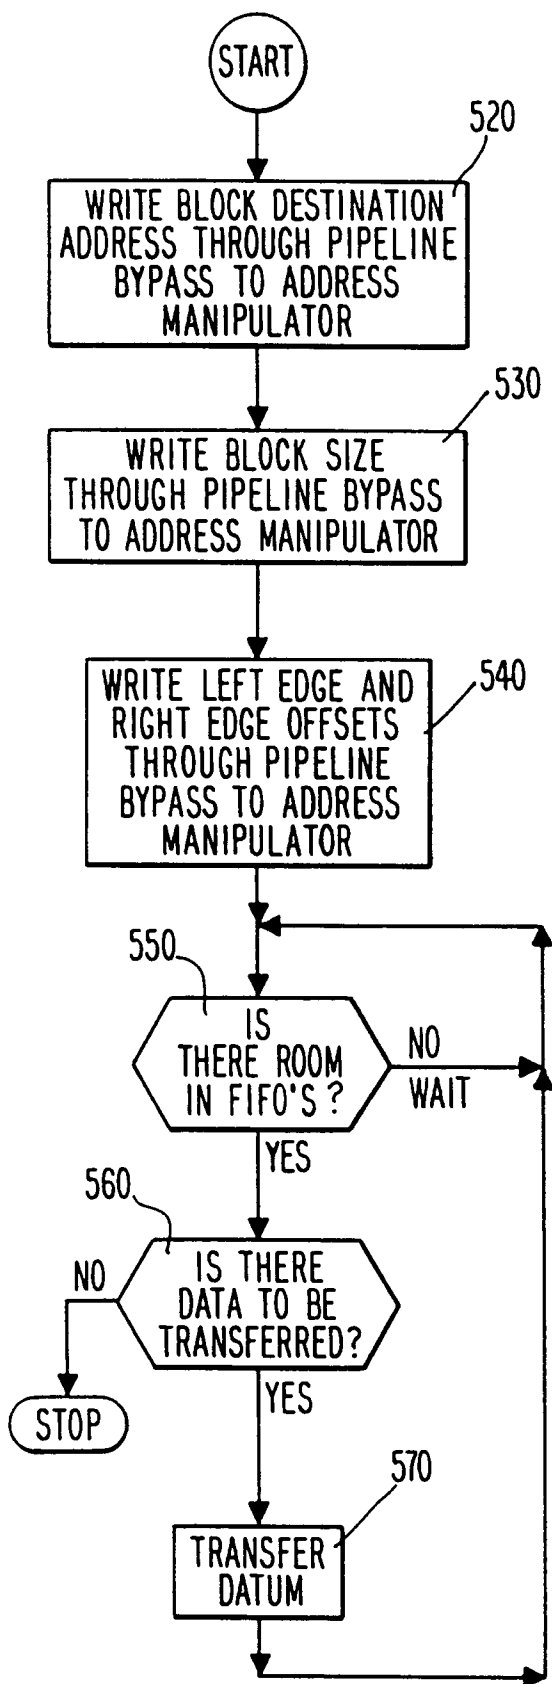 START
520
WRITE BLOCK DESTINATION
ADDRESS THROUGH PIPELINE
BYPASS TO ADDRESS
MANIPULATOR
530
WRITE BLOCK SIZE
THROUGH PIPELINE BYPASS
TO ADDRESS MANIPULATOR
540
WRITE LEFT EDGE AND
RIGHT EDGE OFFSETS
THROUGH PIPELINE
BYPASS TO ADDRESS
MANIPULATOR
550
IS
THERE ROOM
IN FIFO'S?
NO
WAIT
YES
560
IS THERE
DATA TO BE
TRANSFERRED?
NO
STOP
YES
570
TRANSFER
DATUM